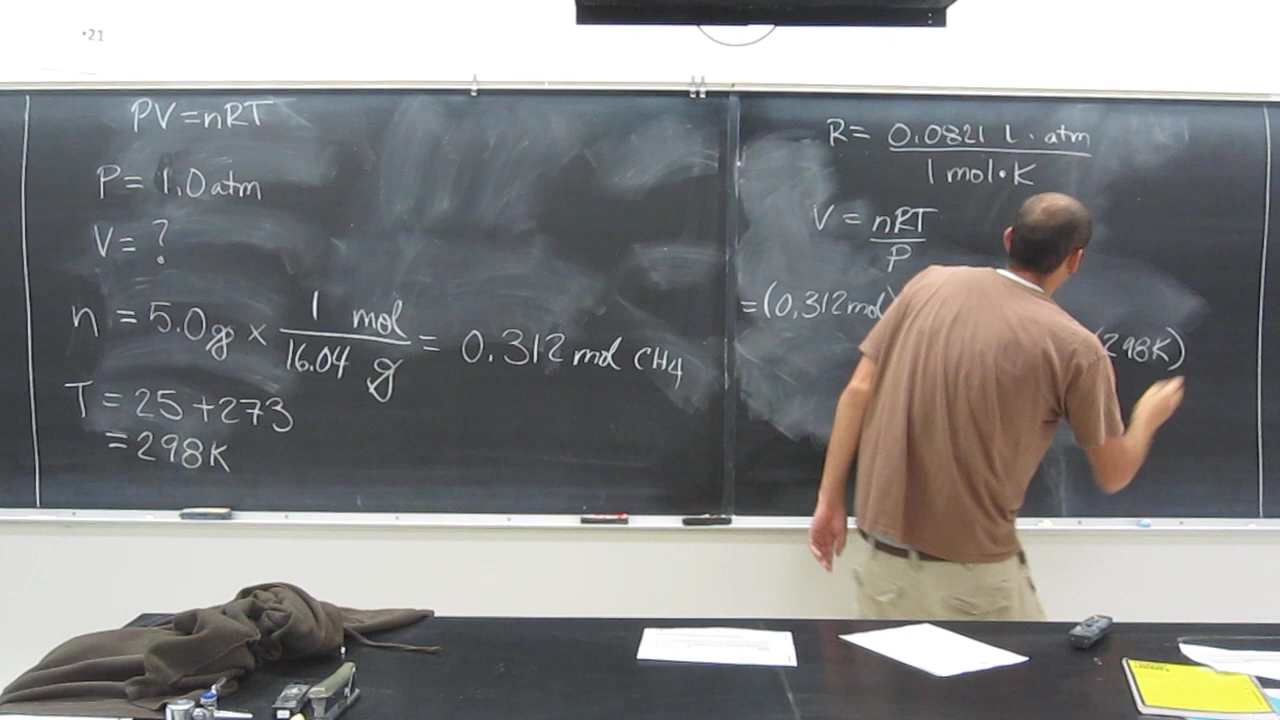 •21
PV=nRT
P= 1.0 atm
V= ?
n = 5.0 g × 1 mol / 16.04 g = 0.312 mol CH4
T = 25+273
= 298K
R= 0.0821 L · atm / 1 mol•K
V = nRT / P
=(0.312 mol)
(298K)